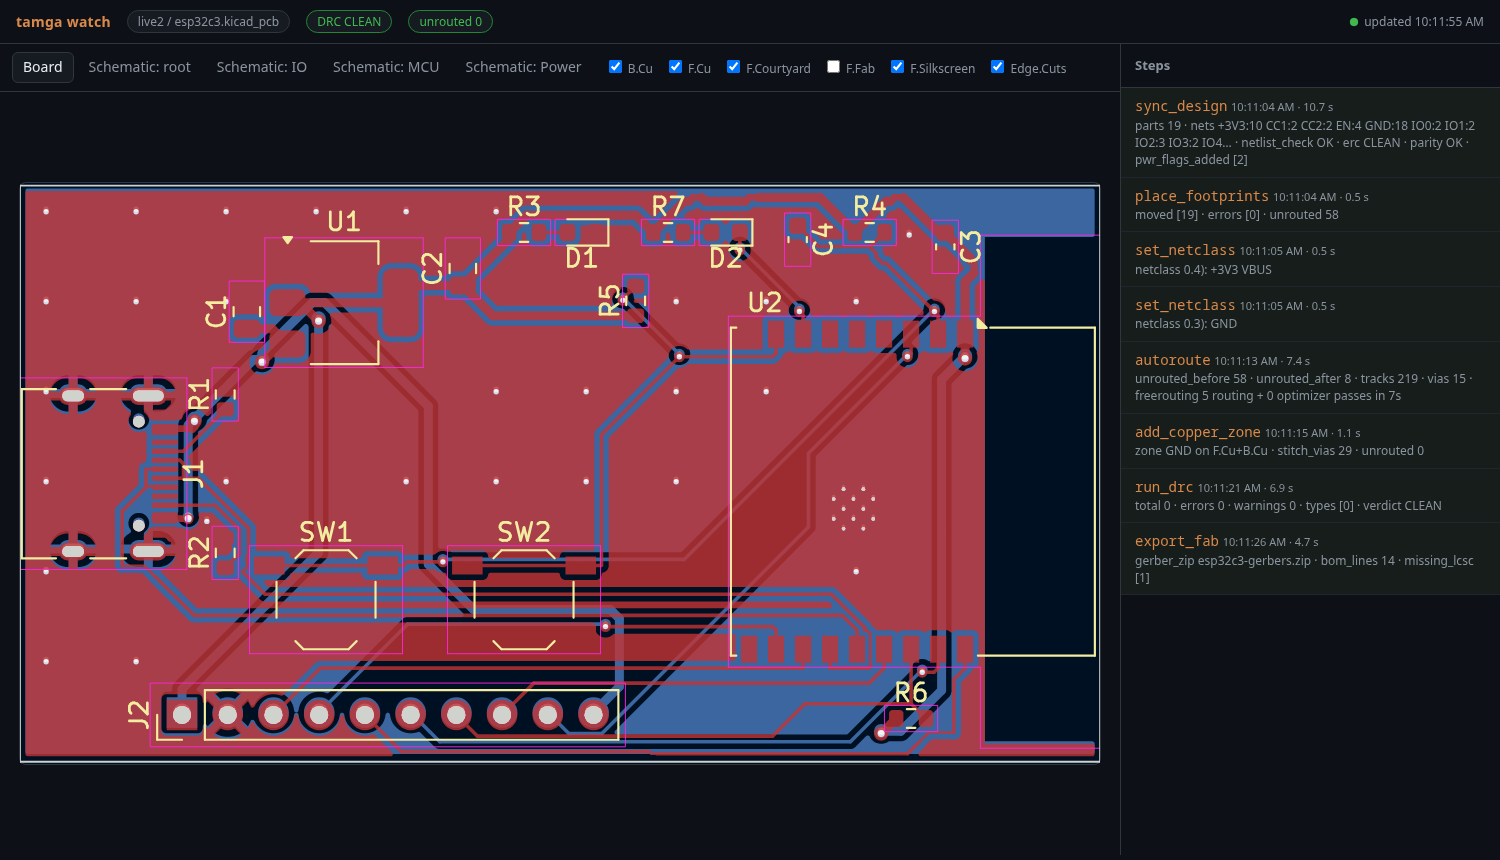 tamga watch
live2 / esp32c3.kicad_pcb
DRC CLEAN
unrouted 0
updated 10:11:55 AM
Board
Schematic: root
Schematic: IO
Schematic: MCU
Schematic: Power
B.Cu
F.Cu
F.Courtyard
F.Fab
F.Silkscreen
Edge.Cuts
Steps
sync_design 10:11:04 AM · 10.7 s
parts 19 · nets +3V3:10 CC1:2 CC2:2 EN:4 GND:18 IO0:2 IO1:2
IO2:3 IO3:2 IO4... · netlist_check OK · erc CLEAN · parity OK ·
pwr_flags_added [2]
place_footprints 10:11:04 AM · 0.5 s
moved [19] · errors [0] · unrouted 58
set_netclass 10:11:05 AM · 0.5 s
netclass 0.4): +3V3 VBUS
set_netclass 10:11:05 AM · 0.5 s
netclass 0.3): GND
autoroute 10:11:13 AM · 7.4 s
unrouted_before 58 · unrouted_after 8 · tracks 219 · vias 15 ·
freerouting 5 routing + 0 optimizer passes in 7s
add_copper_zone 10:11:15 AM · 1.1 s
zone GND on F.Cu+B.Cu · stitch_vias 29 · unrouted 0
run_drc 10:11:21 AM · 6.9 s
total 0 · errors 0 · warnings 0 · types [0] · verdict CLEAN
export_fab 10:11:26 AM · 4.7 s
gerber_zip esp32c3-gerbers.zip · bom_lines 14 · missing_lcsc
[1]
R3
R7
R4
U1
C4
C3
D1
D2
C2
C1
R5
U2
R1
J1
R2
SW1
SW2
R6
J2